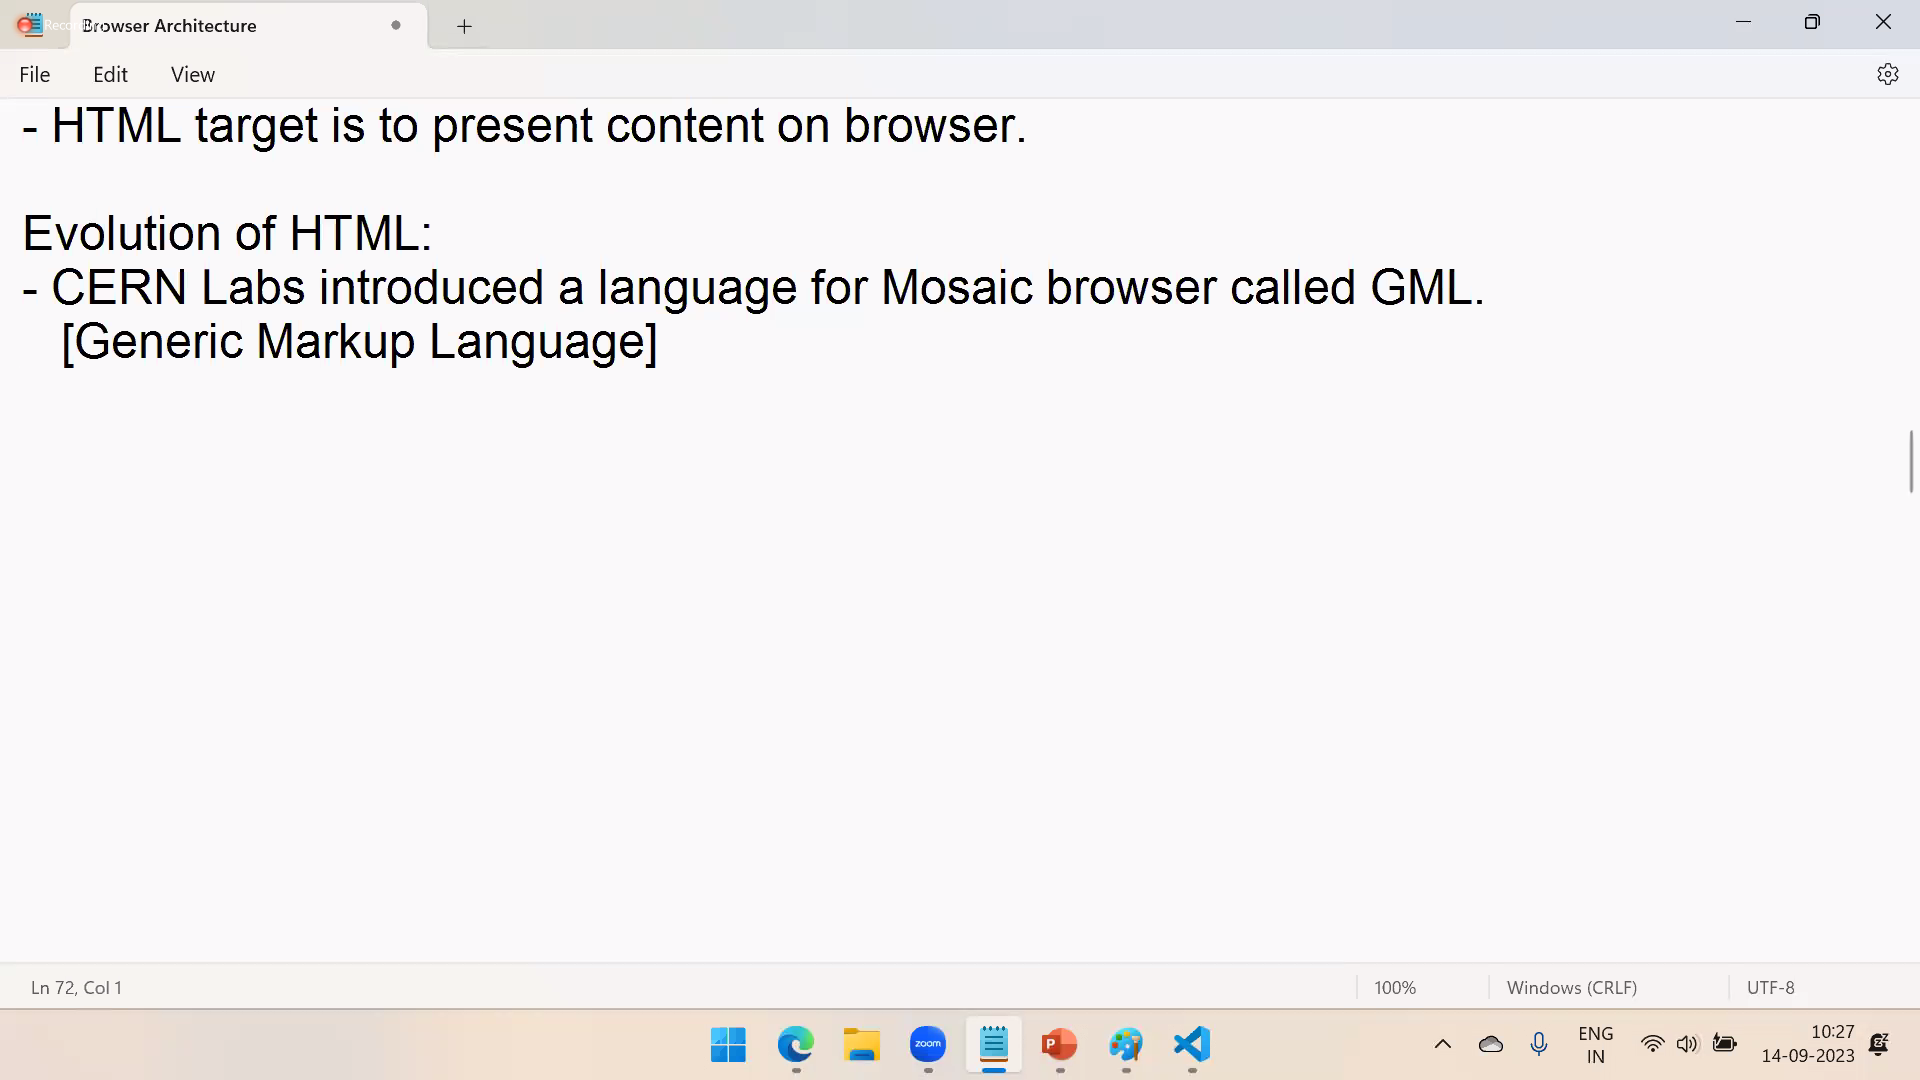 Recording
Browser Architecture
File Edit View
- HTML target is to present content on browser.
Evolution of HTML:
- CERN Labs introduced a language for Mosaic browser called GML.
[Generic Markup Language]
Ln 72, Col 1 100% Windows (CRLF) UTF-8
zoom
P
ENG
IN
10:27
14-09-2023